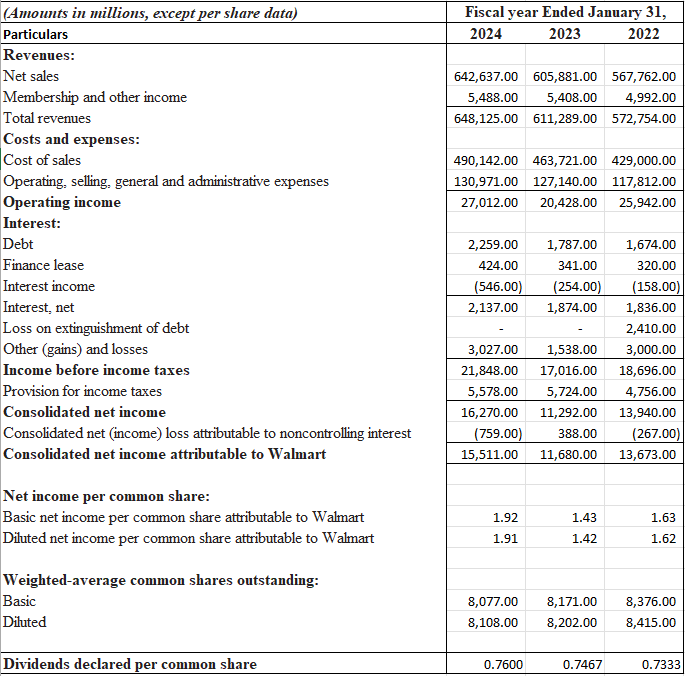 (Amounts in millions, except per share data) Fiscal year Ended January 31,
Particulars 2024 2023 2022
Revenues:
Net sales 642,637.00 605,881.00 567,762.00
Membership and other income 5,488.00 5,408.00 4,992.00
Total revenues 648,125.00 611,289.00 572,754.00
Costs and expenses:
Cost of sales 490,142.00 463,721.00 429,000.00
Operating, selling, general and administrative expenses 130,971.00 127,140.00 117,812.00
Operating income 27,012.00 20,428.00 25,942.00
Interest:
Debt 2,259.00 1,787.00 1,674.00
Finance lease 424.00 341.00 320.00
Interest income (546.00) (254.00) (158.00)
Interest, net 2,137.00 1,874.00 1,836.00
Loss on extinguishment of debt - - 2,410.00
Other (gains) and losses 3,027.00 1,538.00 3,000.00
Income before income taxes 21,848.00 17,016.00 18,696.00
Provision for income taxes 5,578.00 5,724.00 4,756.00
Consolidated net income 16,270.00 11,292.00 13,940.00
Consolidated net (income) loss attributable to noncontrolling interest (759.00) 388.00 (267.00)
Consolidated net income attributable to Walmart 15,511.00 11,680.00 13,673.00
Net income per common share:
Basic net income per common share attributable to Walmart 1.92 1.43 1.63
Diluted net income per common share attributable to Walmart 1.91 1.42 1.62
Weighted-average common shares outstanding:
Basic 8,077.00 8,171.00 8,376.00
Diluted 8,108.00 8,202.00 8,415.00
Dividends declared per common share 0.7600 0.7467 0.7333